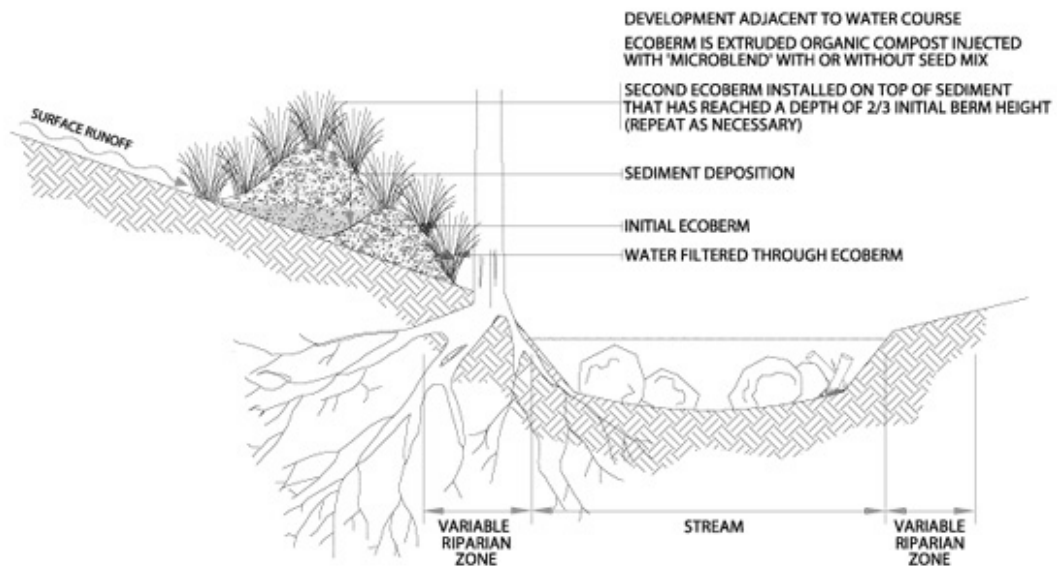 DEVELOPMENT ADJACENT TO WATER COURSE
ECOBERM IS EXTRUDED ORGANIC COMPOST INJECTED
WITH 'MICROBLEND' WITH OR WITHOUT SEED MIX
SECOND ECOBERM INSTALLED ON TOP OF SEDIMENT
THAT HAS REACHED A DEPTH OF 2/3 INITIAL BERM HEIGHT
(REPEAT AS NECESSARY)
SURFACE RUNOFF
SEDIMENT DEPOSITION
INITIAL ECOBERM
WATER FILTERED THROUGH ECOBERM
VARIABLE
RIPARIAN
ZONE
STREAM
VARIABLE
RIPARIAN
ZONE